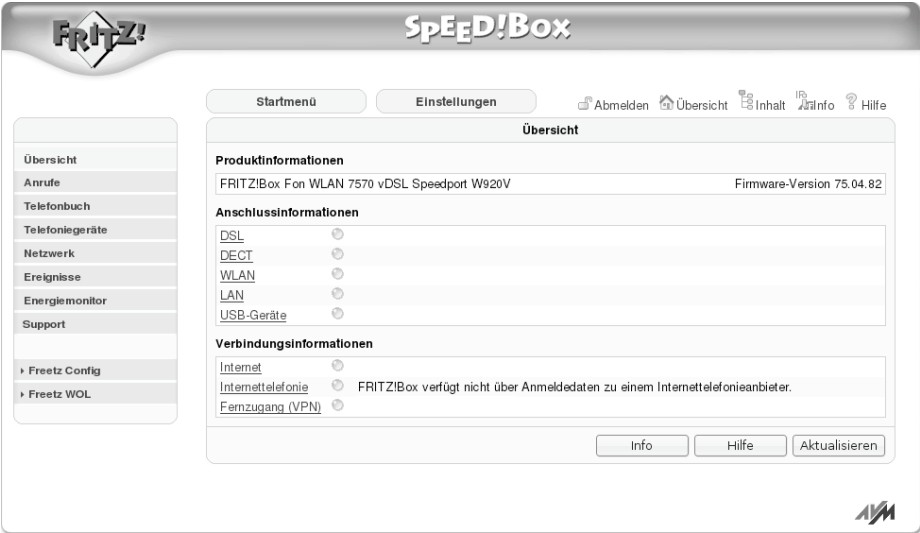 FRITZ!
SPEED!BOX
Startmenü
Einstellungen
Abmelden Übersicht Inhalt Info Hilfe
Übersicht
Anrufe
Telefonbuch
Telefoniegeräte
Netzwerk
Ereignisse
Energiemonitor
Support
Freetz Config
Freetz WOL
Übersicht
Produktinformationen
FRITZ!Box Fon WLAN 7570 vDSL Speedport W920V Firmware-Version 75.04.82
Anschlussinformationen
DSL
DECT
WLAN
LAN
USB-Geräte
Verbindungsinformationen
Internet
Internettelefonie FRITZ!Box verfügt nicht über Anmeldedaten zu einem Internettelefonieanbieter.
Fernzugang (VPN)
Info
Hilfe
Aktualisieren
AVM